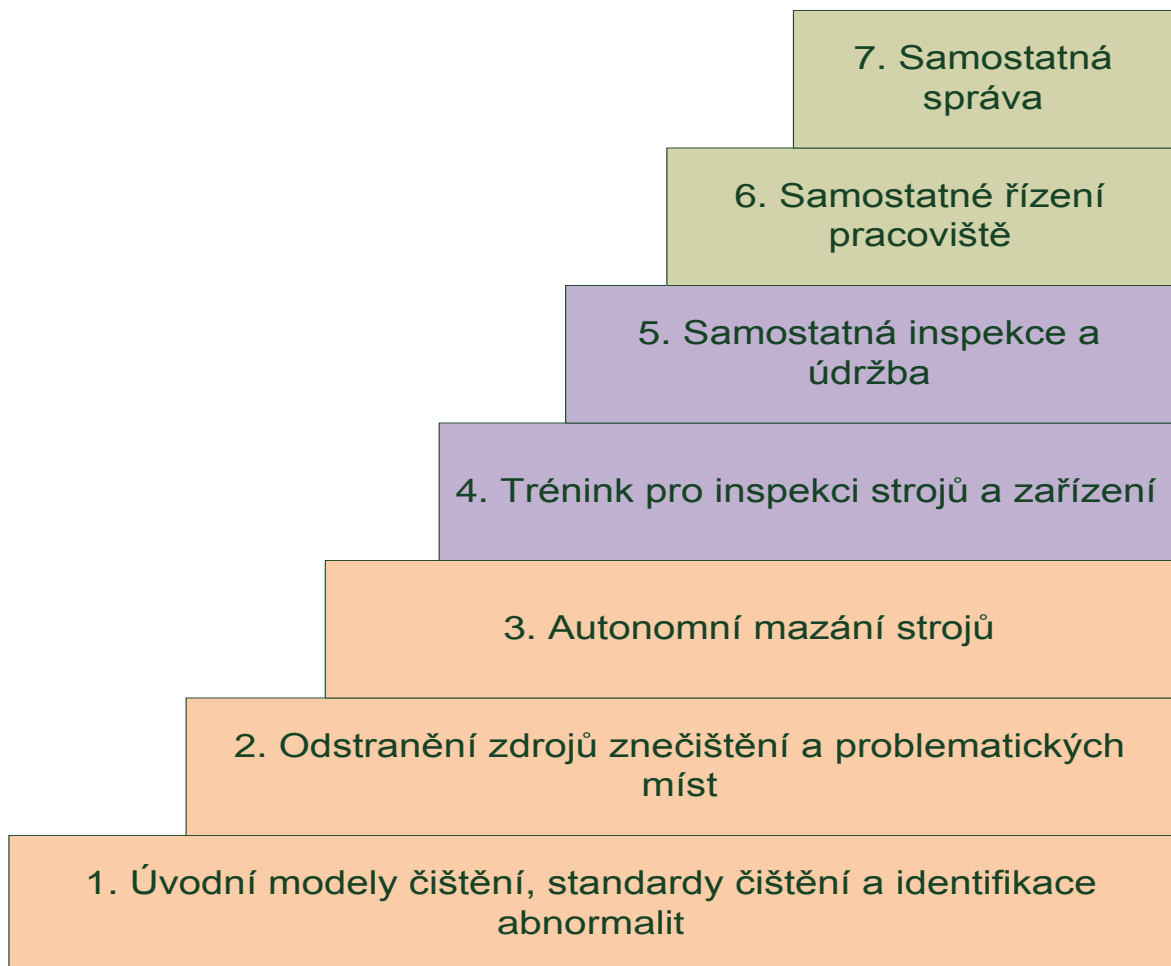 7. Samostatná
správa
6. Samostatné řízení
pracoviště
5. Samostatná inspekce a
údržba
4. Trénink pro inspekci strojů a zařízení
3. Autonomní mazání strojů
2. Odstranění zdrojů znečištění a problematických
míst
1. Úvodní modely čištění, standardy čištění a identifikace
abnormalit